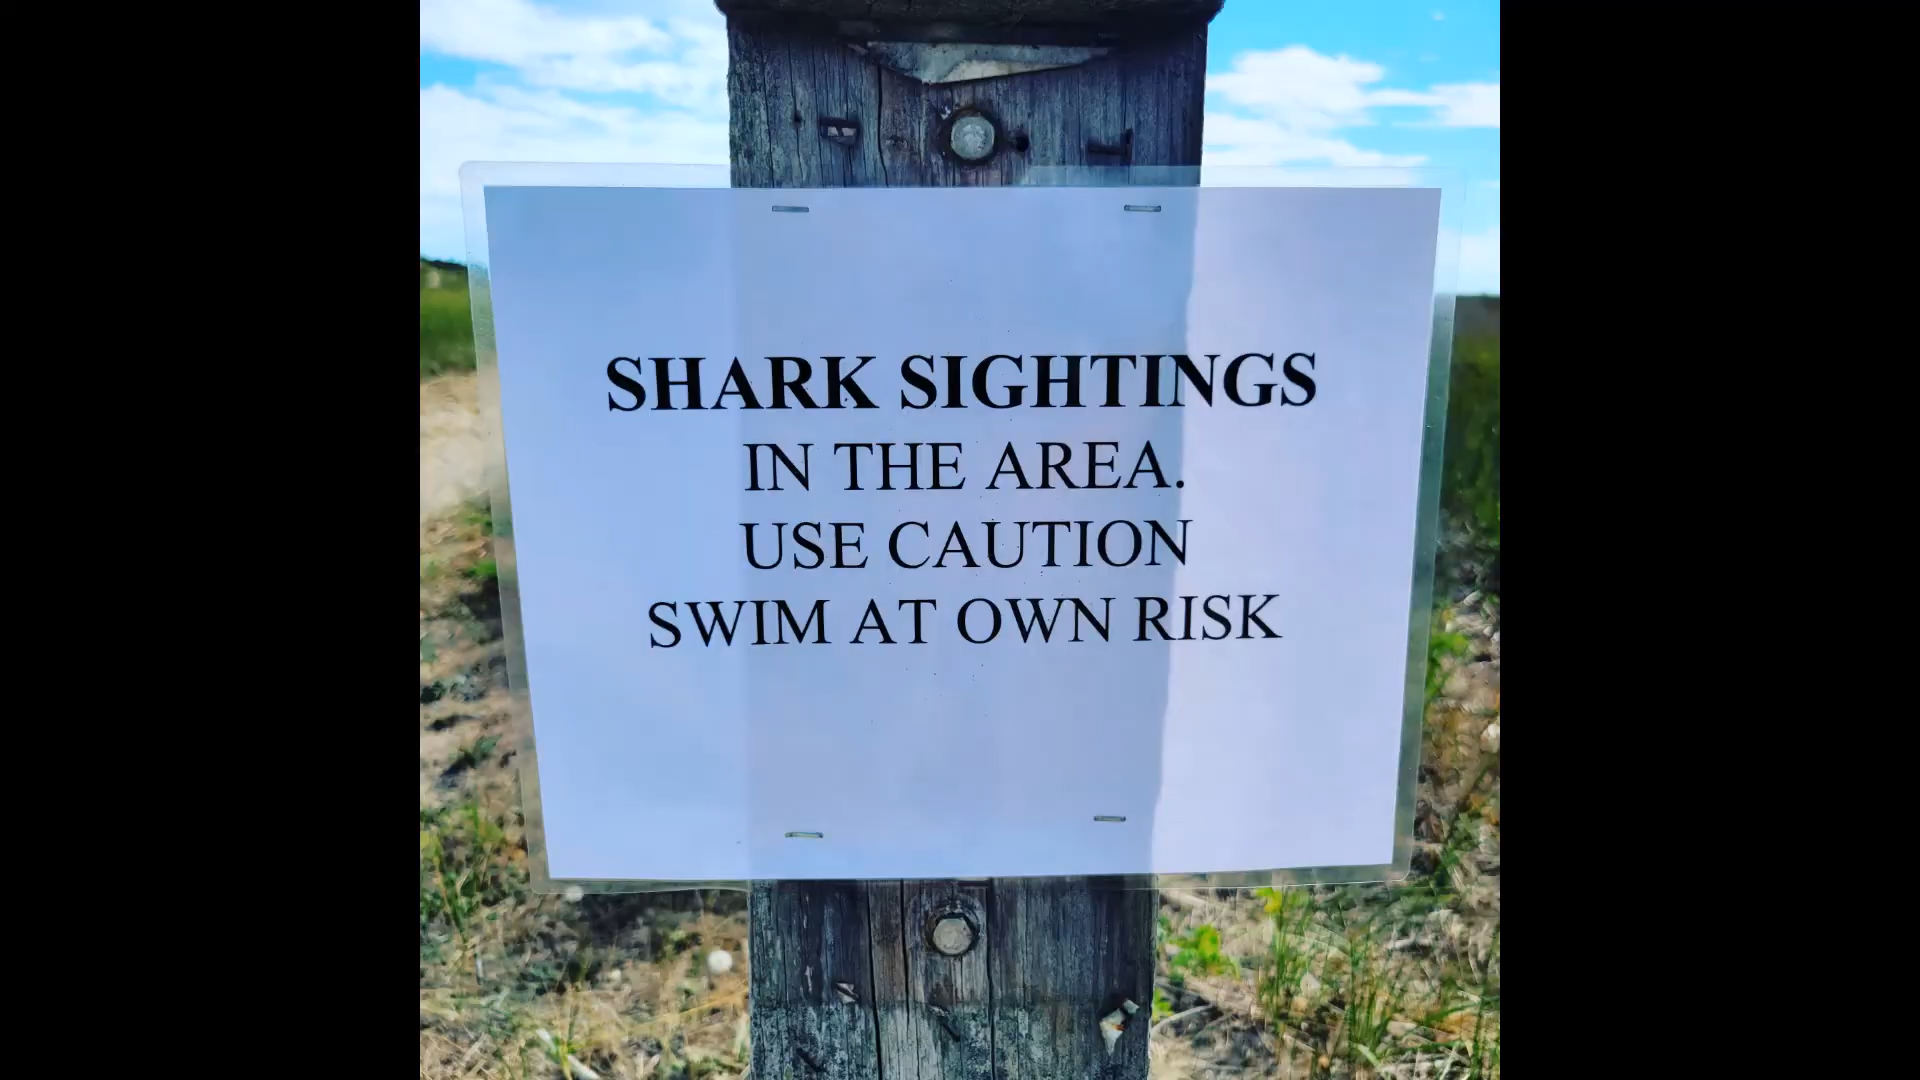 SHARK SIGHTINGS
IN THE AREA.
USE CAUTION
SWIM AT OWN RISK